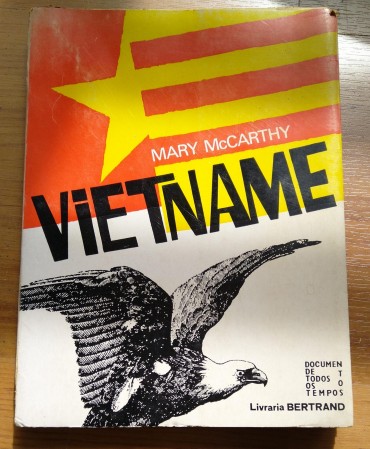 MARY McCARTHY
VIETNAME
DOCUMEN
DE T
TODOS O
OS
TEMPOS
Livraria BERTRAND